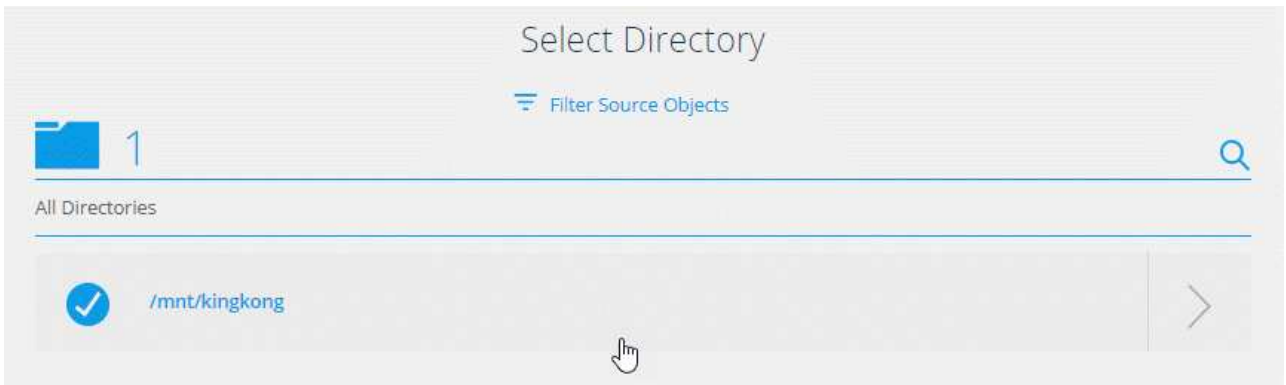 Select Directory
Filter Source Objects
1
All Directories
/mnt/kingkong